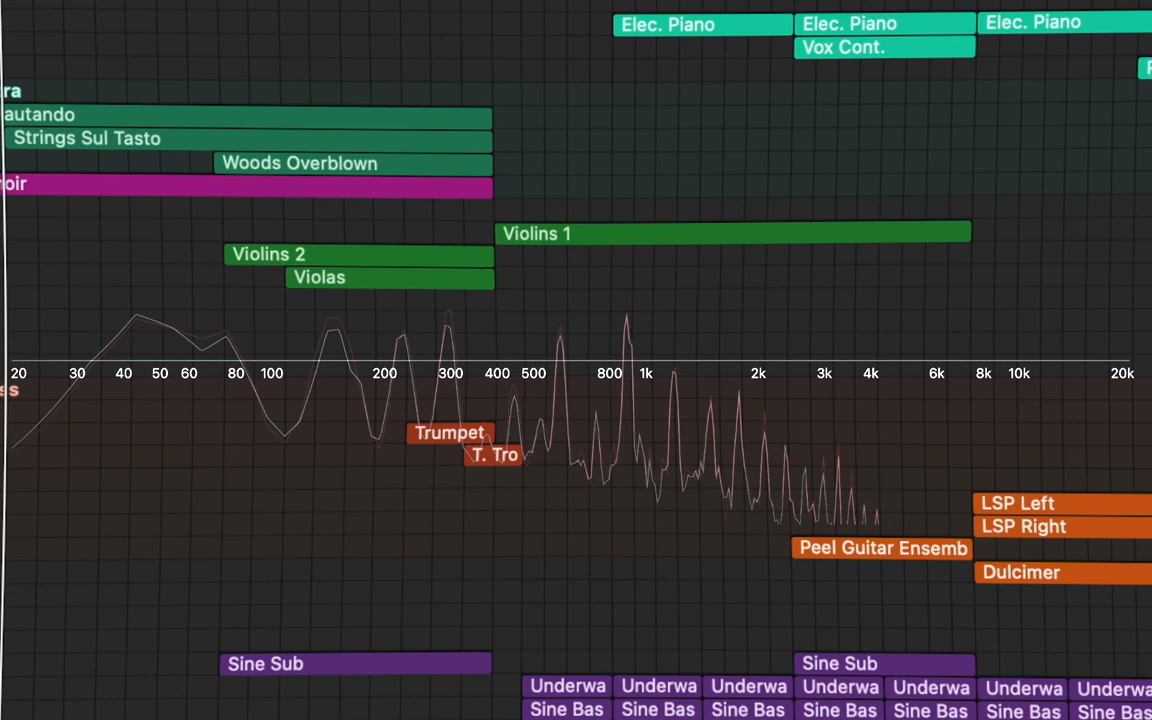 Elec. Piano Elec. Piano Elec. Piano
Vox Cont.
ra
autando
Strings Sul Tasto
Woods Overblown
oir
Violins 1
Violins 2
Violas
20 30 40 50 60 80 100 200 300 400 500 800 1k 2k 3k 4k 6k 8k 10k 20k
ss
Trumpet
T. Tro
LSP Left
LSP Right
Peel Guitar Ensemb
Dulcimer
Sine Sub Sine Sub
Underwa Underwa Underwa Underwa Underwa Underwa Underwa
Sine Bas Sine Bas Sine Bas Sine Bas Sine Bas Sine Bas Sine Bas